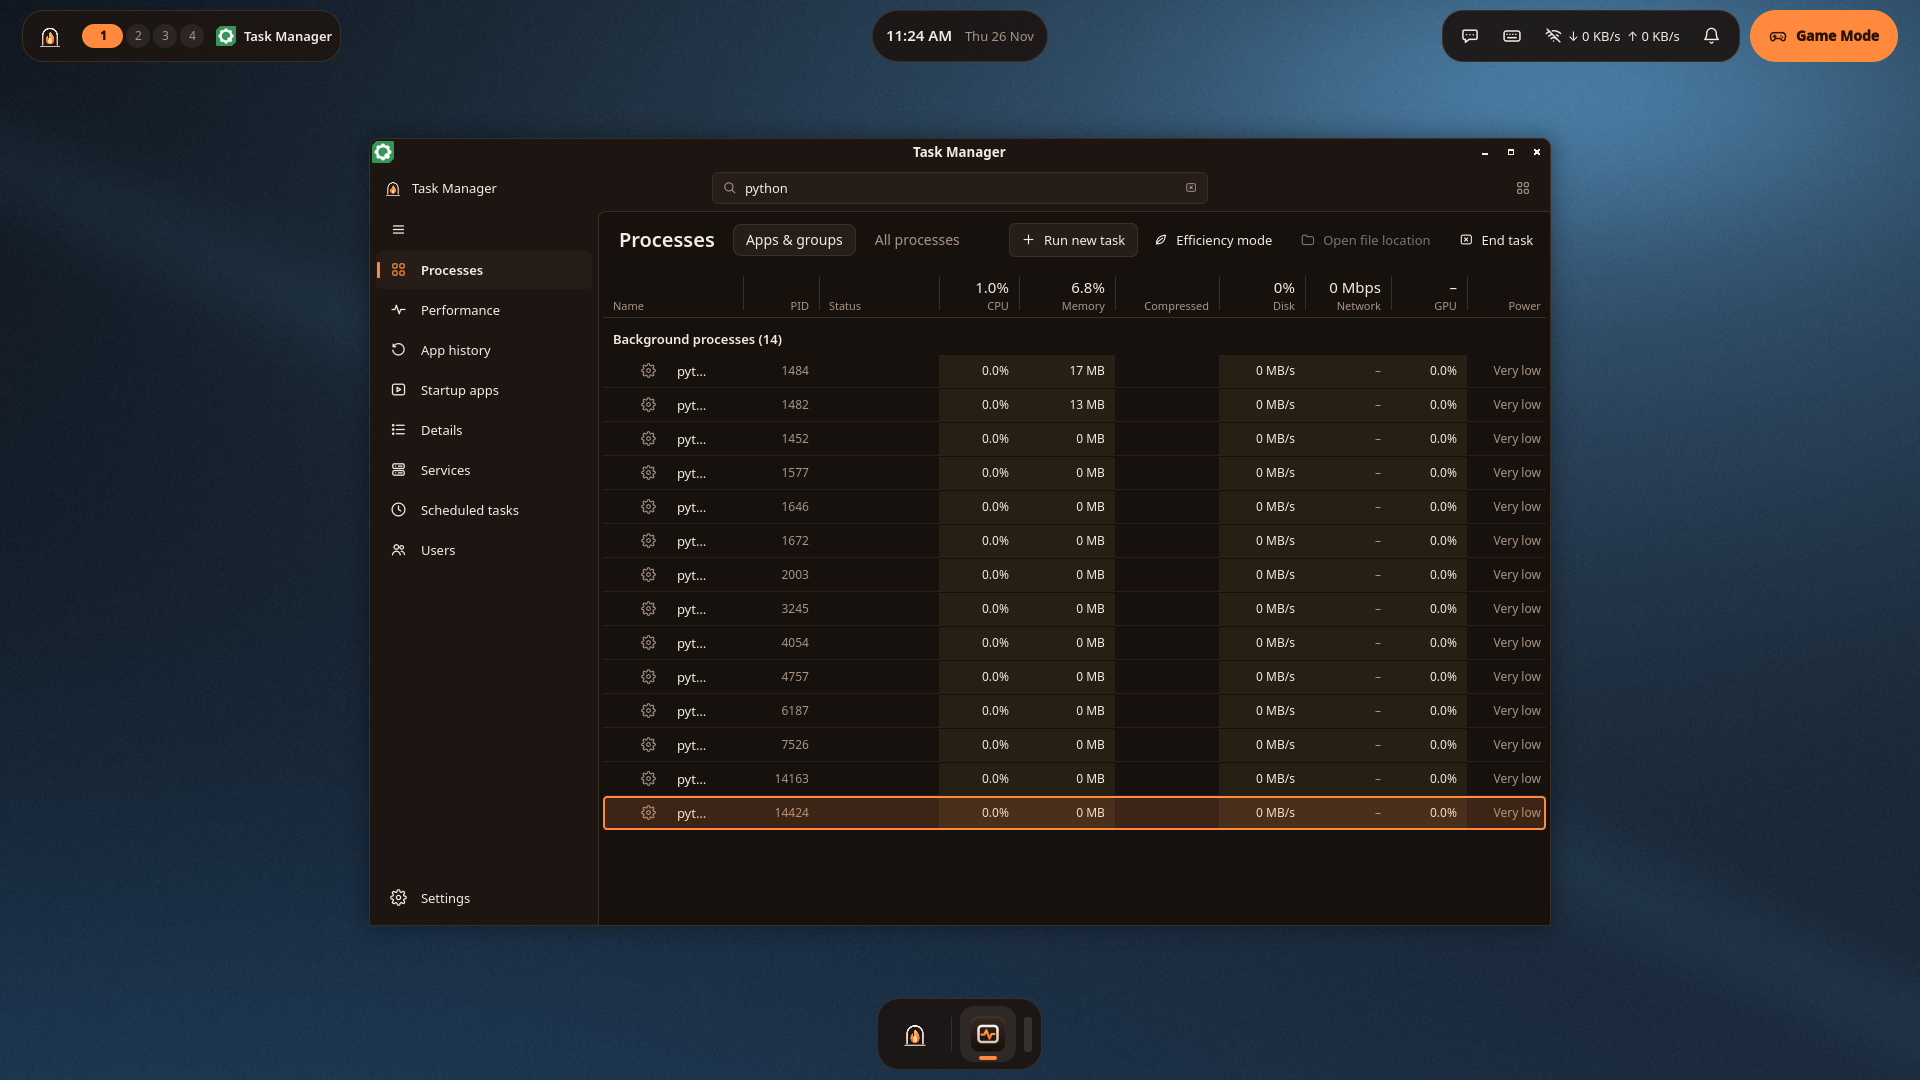 1 2 3 4 Task Manager
11:24 AM Thu 26 Nov
↓ 0 KB/s ↑ 0 KB/s
Game Mode
Task Manager
Task Manager
python
Processes
Performance
App history
Startup apps
Details
Services
Scheduled tasks
Users
Settings
Processes Apps & groups All processes Run new task Efficiency mode Open file location End task
1.0% 6.8% 0% 0 Mbps –
Name PID Status CPU Memory Compressed Disk Network GPU Power
Background processes (14)
pyt... 1484 0.0% 17 MB 0 MB/s – 0.0% Very low
pyt... 1482 0.0% 13 MB 0 MB/s – 0.0% Very low
pyt... 1452 0.0% 0 MB 0 MB/s – 0.0% Very low
pyt... 1577 0.0% 0 MB 0 MB/s – 0.0% Very low
pyt... 1646 0.0% 0 MB 0 MB/s – 0.0% Very low
pyt... 1672 0.0% 0 MB 0 MB/s – 0.0% Very low
pyt... 2003 0.0% 0 MB 0 MB/s – 0.0% Very low
pyt... 3245 0.0% 0 MB 0 MB/s – 0.0% Very low
pyt... 4054 0.0% 0 MB 0 MB/s – 0.0% Very low
pyt... 4757 0.0% 0 MB 0 MB/s – 0.0% Very low
pyt... 6187 0.0% 0 MB 0 MB/s – 0.0% Very low
pyt... 7526 0.0% 0 MB 0 MB/s – 0.0% Very low
pyt... 14163 0.0% 0 MB 0 MB/s – 0.0% Very low
pyt... 14424 0.0% 0 MB 0 MB/s – 0.0% Very low